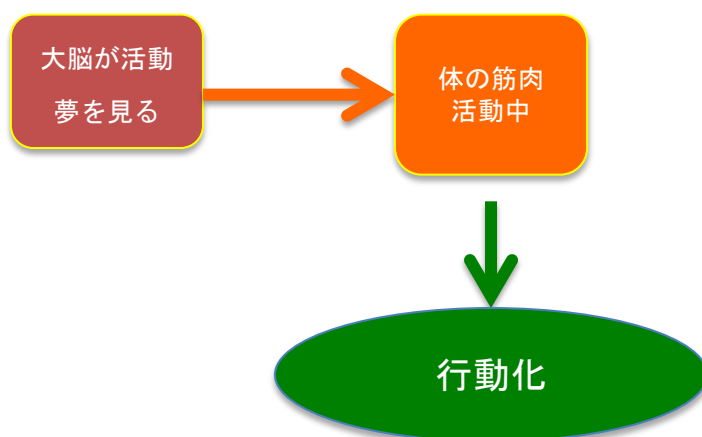 大脳が活動
夢を見る
体の筋肉
活動中
行動化